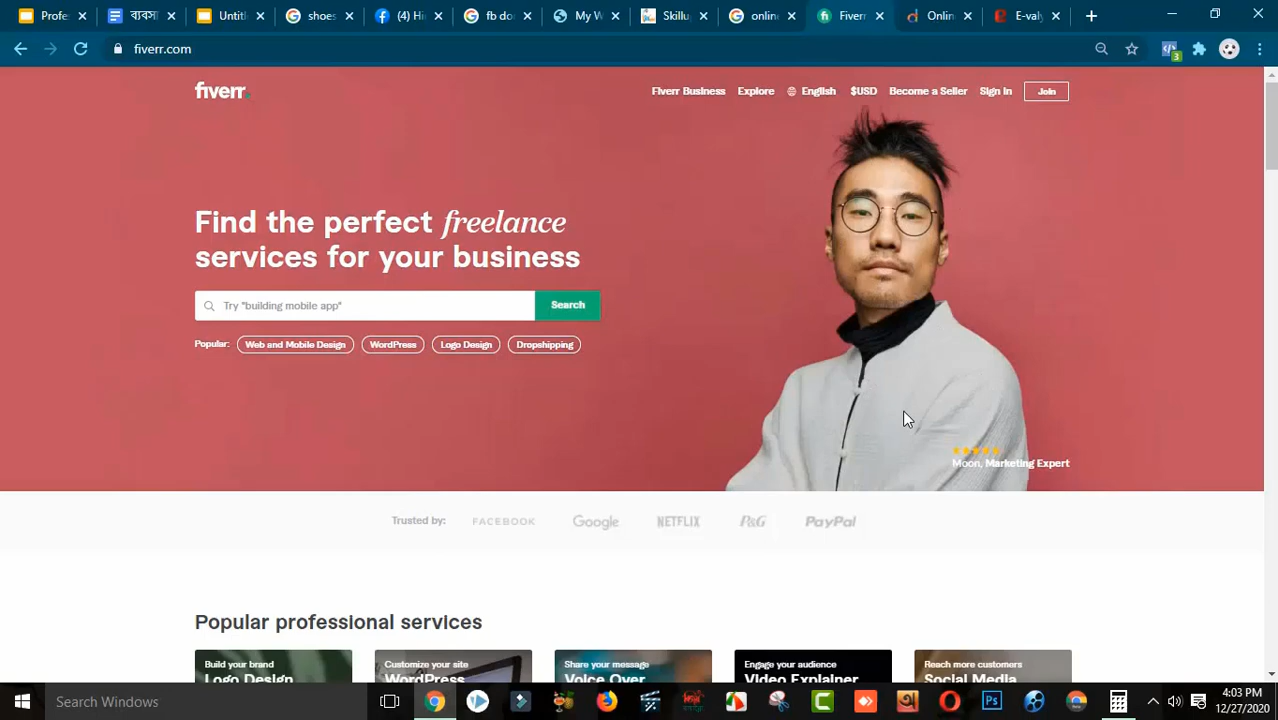 Profe
ব্যবসা
Untitl
shoes
(4) Hi
fb do
My W
Skillu
online
Fiverr
Onlin
E-valy
fiverr.com
3
fiverr.
Fiverr Business
Explore
English
$USD
Become a Seller
Sign In
Join
Find the perfect freelance
services for your business
Try "building mobile app"
Search
Popular:
Web and Mobile Design
WordPress
Logo Design
Dropshipping
Moon, Marketing Expert
Trusted by:
FACEBOOK
Google
NETFLIX
P&G
PayPal
Popular professional services
Build your brand
Logo Design
Customize your site
WordPress
Share your message
Voice Over
Engage your audience
Video Explainer
Reach more customers
Social Media
Search Windows
Ps
4:03 PM
12/27/2020